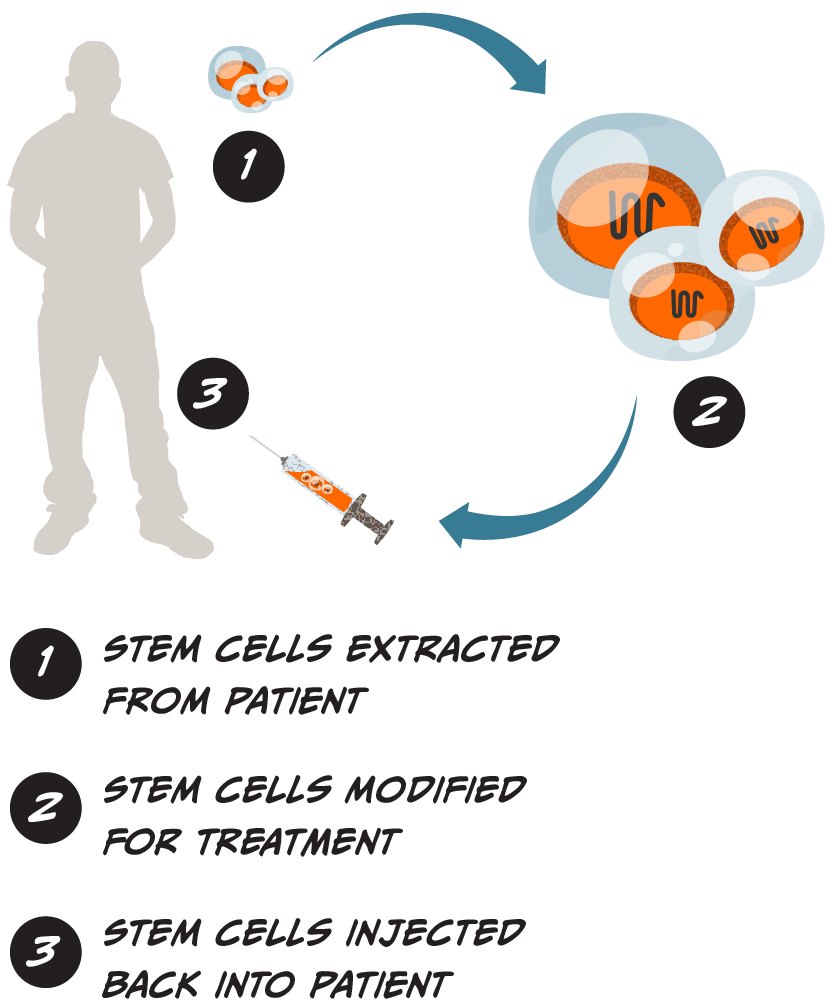 1
2
3
1 STEM CELLS EXTRACTED
FROM PATIENT
2 STEM CELLS MODIFIED
FOR TREATMENT
3 STEM CELLS INJECTED
BACK INTO PATIENT